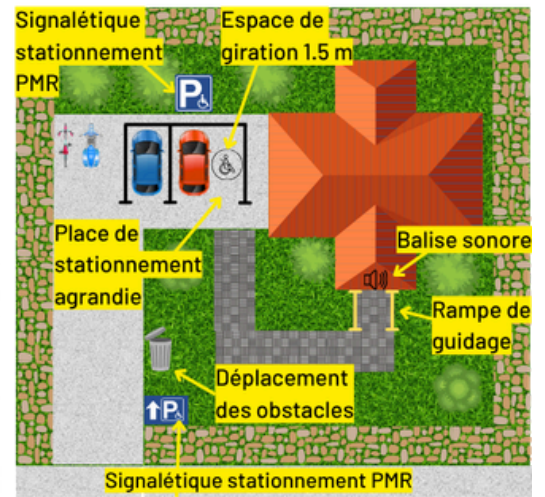 Signalétique
stationnement
PMR
Espace de
giration 1.5 m
P
Place de
stationnement
agrandie
Balise sonore
Rampe de
guidage
Déplacement
des obstacles
P
Signalétique stationnement PMR